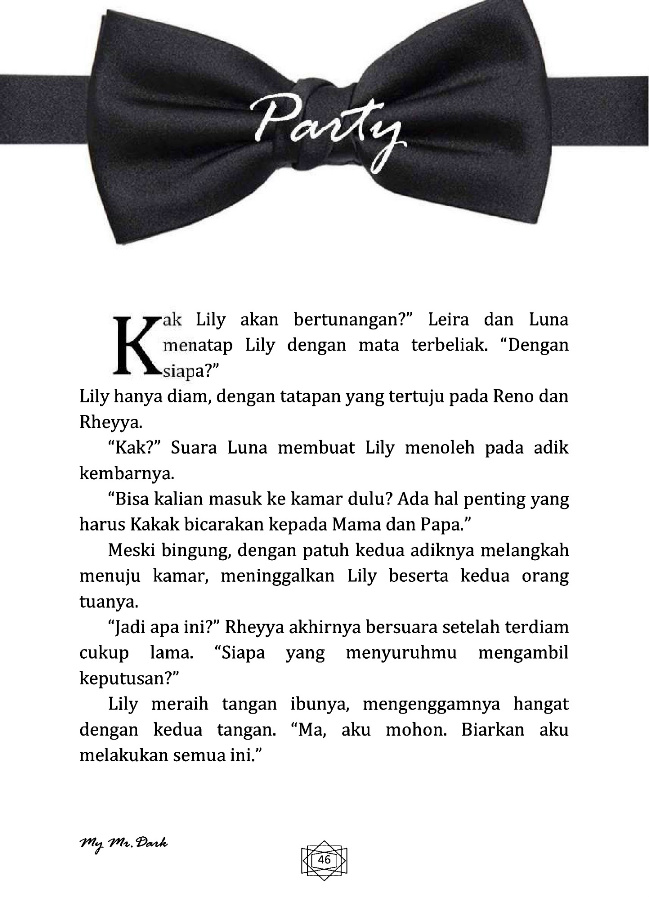 Party
Kak Lily akan bertunangan?” Leira dan Luna
menatap Lily dengan mata terbeliak. “Dengan
siapa?”
Lily hanya diam, dengan tatapan yang tertuju pada Reno dan
Rheyya.
“Kak?” Suara Luna membuat Lily menoleh pada adik
kembarnya.
“Bisa kalian masuk ke kamar dulu? Ada hal penting yang
harus Kakak bicarakan kepada Mama dan Papa.”
Meski bingung, dengan patuh kedua adiknya melangkah
menuju kamar, meninggalkan Lily beserta kedua orang
tuanya.
“Jadi apa ini?” Rheyya akhirnya bersuara setelah terdiam
cukup lama. “Siapa yang menyuruhmu mengambil
keputusan?”
Lily meraih tangan ibunya, mengenggamnya hangat
dengan kedua tangan. “Ma, aku mohon. Biarkan aku
melakukan semua ini.”
My Mr. Dark
46